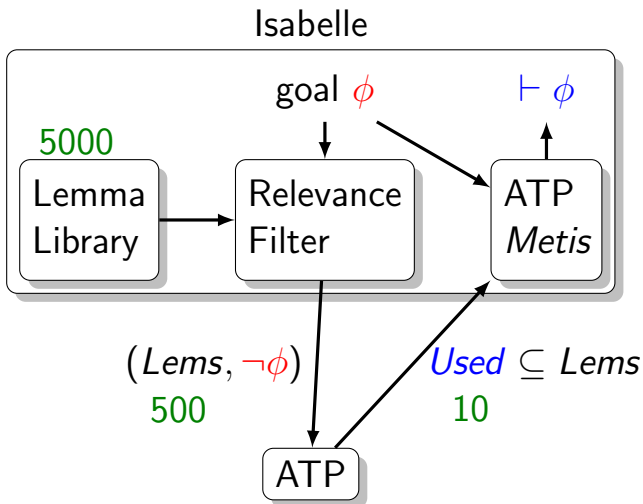 Isabelle
goal ϕ
⊢ ϕ
5000
Lemma
Library
Relevance
Filter
ATP
Metis
(Lems, ¬ϕ)
500
Used ⊆ Lems
10
ATP